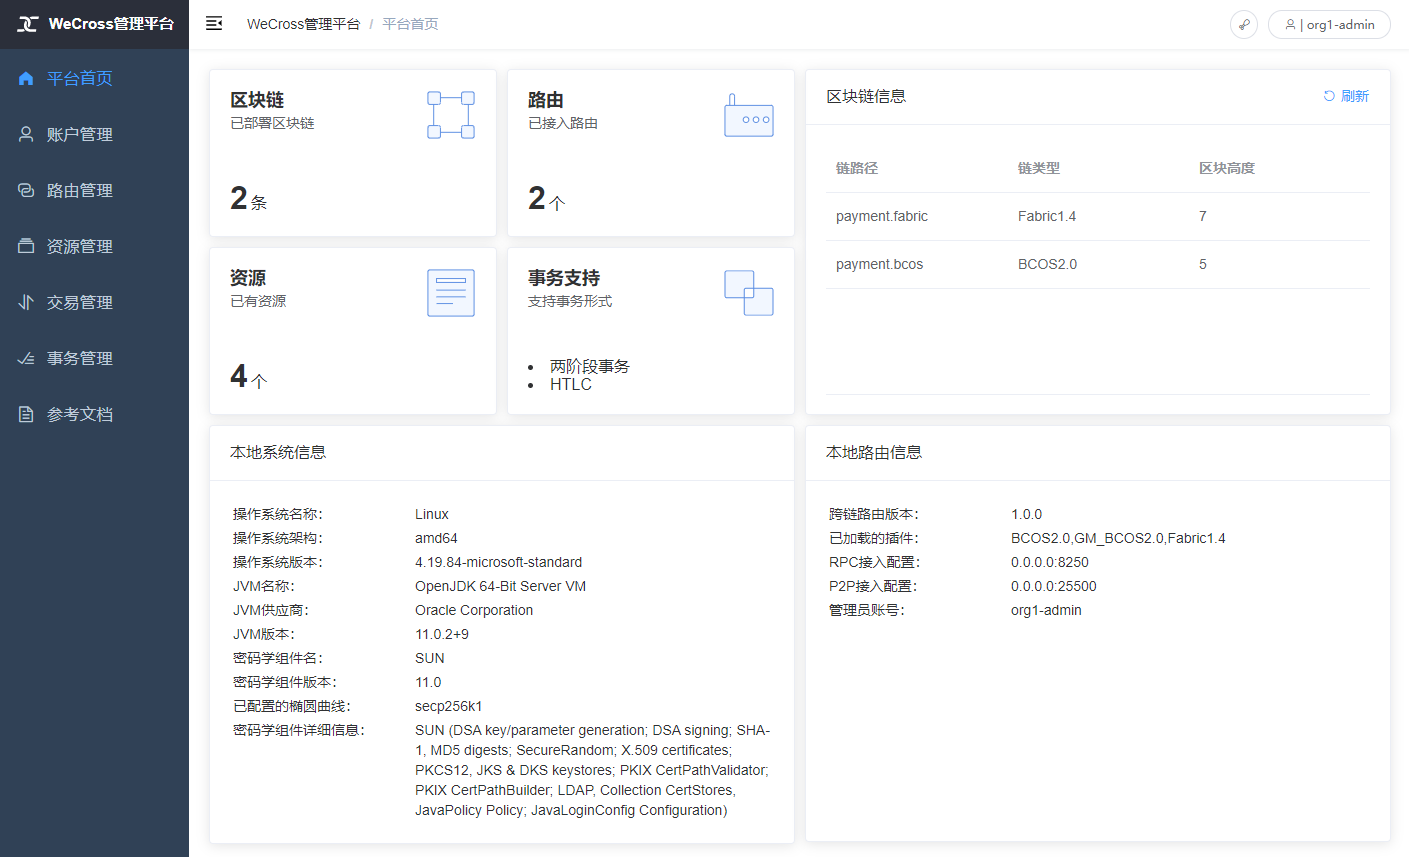 WeCross管理平台
平台首页
账户管理
路由管理
资源管理
交易管理
事务管理
参考文档
WeCross管理平台 / 平台首页
| org1-admin
区块链
已部署区块链
2 条
路由
已接入路由
2 个
资源
已有资源
4 个
事务支持
支持事务形式
• 两阶段事务
• HTLC
区块链信息
刷新
链路径 链类型 区块高度
payment.fabric Fabric1.4 7
payment.bcos BCOS2.0 5
本地系统信息
操作系统名称： Linux
操作系统架构： amd64
操作系统版本： 4.19.84-microsoft-standard
JVM名称： OpenJDK 64-Bit Server VM
JVM供应商： Oracle Corporation
JVM版本： 11.0.2+9
密码学组件名： SUN
密码学组件版本： 11.0
已配置的椭圆曲线： secp256k1
密码学组件详细信息： SUN (DSA key/parameter generation; DSA signing; SHA-
1, MD5 digests; SecureRandom; X.509 certificates;
PKCS12, JKS & DKS keystores; PKIX CertPathValidator;
PKIX CertPathBuilder; LDAP, Collection CertStores,
JavaPolicy Policy; JavaLoginConfig Configuration)
本地路由信息
跨链路由版本： 1.0.0
已加载的插件： BCOS2.0,GM_BCOS2.0,Fabric1.4
RPC接入配置： 0.0.0.0:8250
P2P接入配置： 0.0.0.0:25500
管理员账号： org1-admin